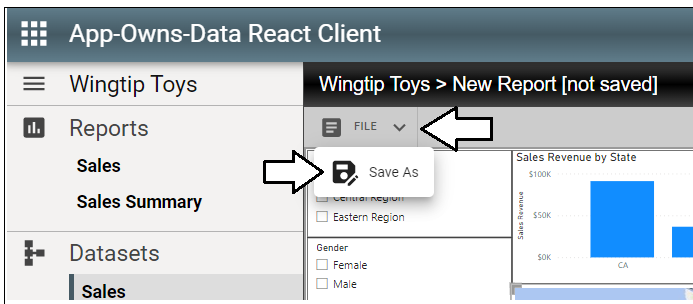 App-Owns-Data React Client
Wingtip Toys
Wingtip Toys > New Report [not saved]
Reports
Sales
Sales Summary
Datasets
Sales
FILE
Save As
Central Region
Eastern Region
Gender
Female
Male
Sales Revenue by State
Sales Revenue
$100K
$50K
$0K
CA